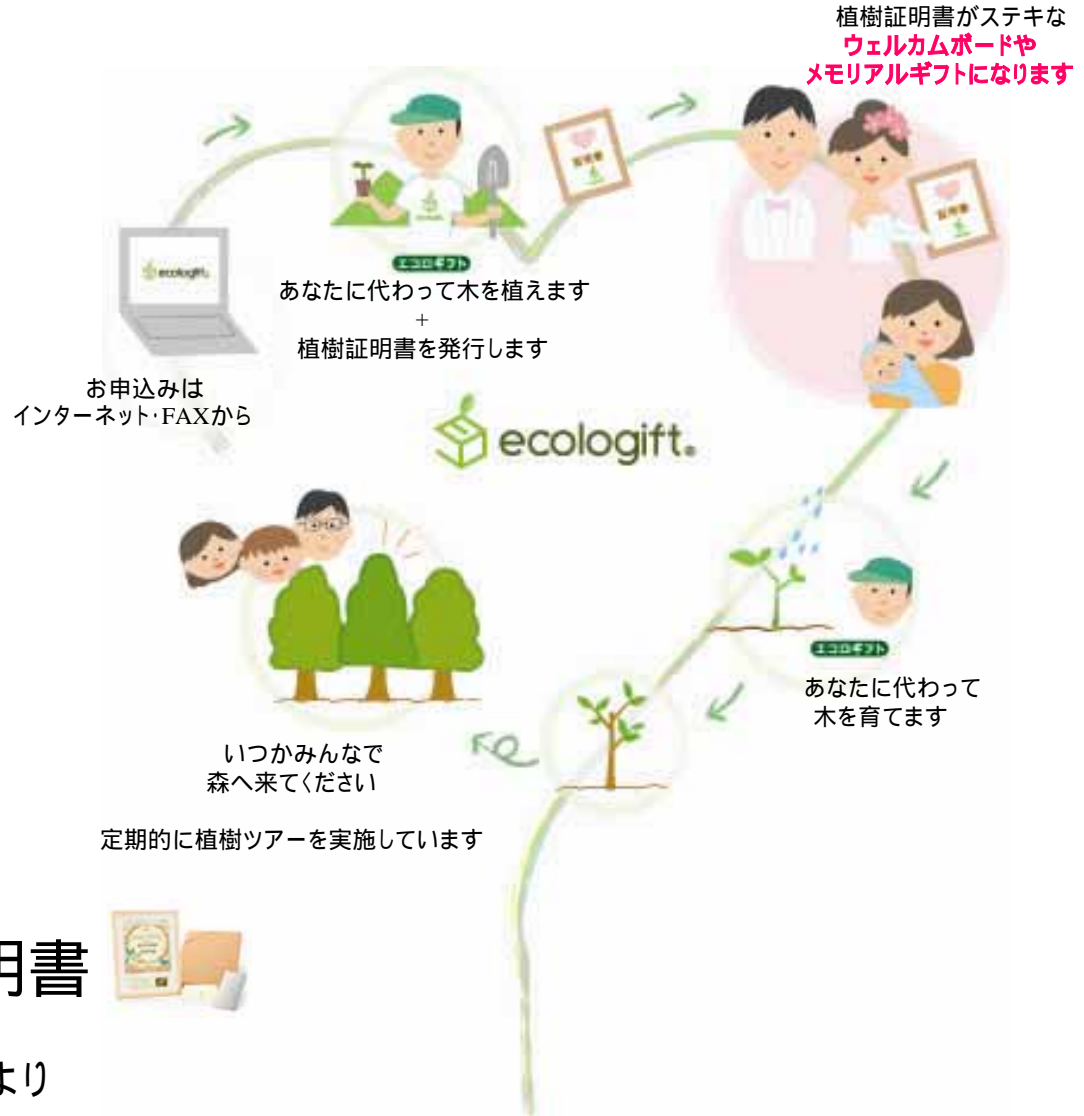 植樹証明書がステキな
ウェルカムボードや
メモリアルギフトになります
証明書
証明書
ecologift.
エコロギフト
あなたに代わって木を植えます
+
植樹証明書を発行します
お申込みは
インターネット・FAXから
ecologift®
エコロギフト
あなたに代わって
木を育てます
いつかみんなで
森へ来てください
定期的に植樹ツアーを実施しています
明書
より